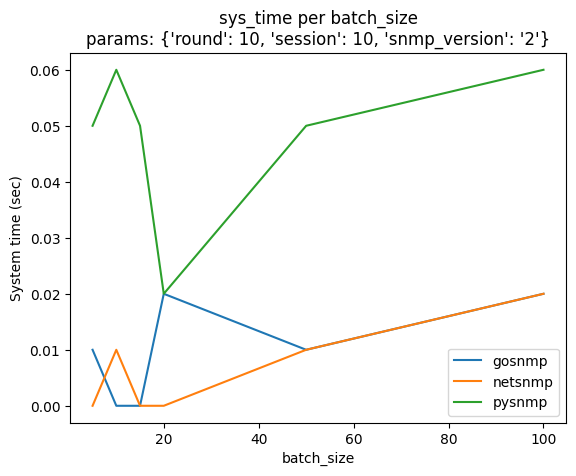 sys_time per batch_size
params: {'round': 10, 'session': 10, 'snmp_version': '2'}
System time (sec)
0.06
0.05
0.04
0.03
0.02
0.01
0.00
gosnmp
netsnmp
pysnmp
20 40 60 80 100
batch_size